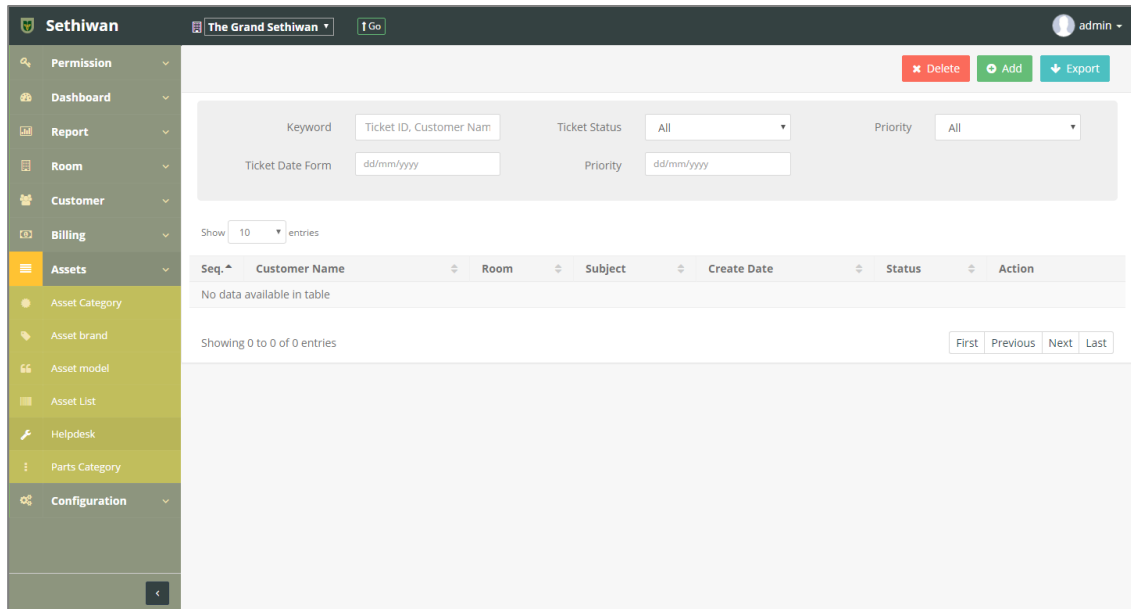 Sethiwan The Grand Sethiwan Go admin
Permission
Delete Add Export
Dashboard
Keyword Ticket ID, Customer Nam Ticket Status All Priority All
Report
Ticket Date Form dd/mm/yyyy Priority dd/mm/yyyy
Room
Customer
Billing
Show 10 entries
Assets
Seq. Customer Name Room Subject Create Date Status Action
No data available in table
Asset Category
Asset brand
Showing 0 to 0 of 0 entries First Previous Next Last
Asset model
Asset List
Helpdesk
Parts Category
Configuration